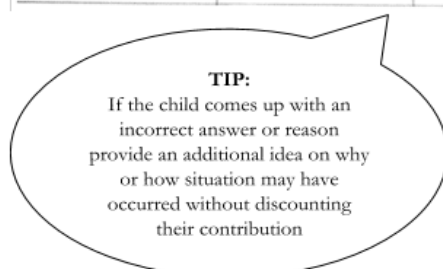 TIP:
If the child comes up with an
incorrect answer or reason
provide an additional idea on why
or how situation may have
occurred without discounting
their contribution